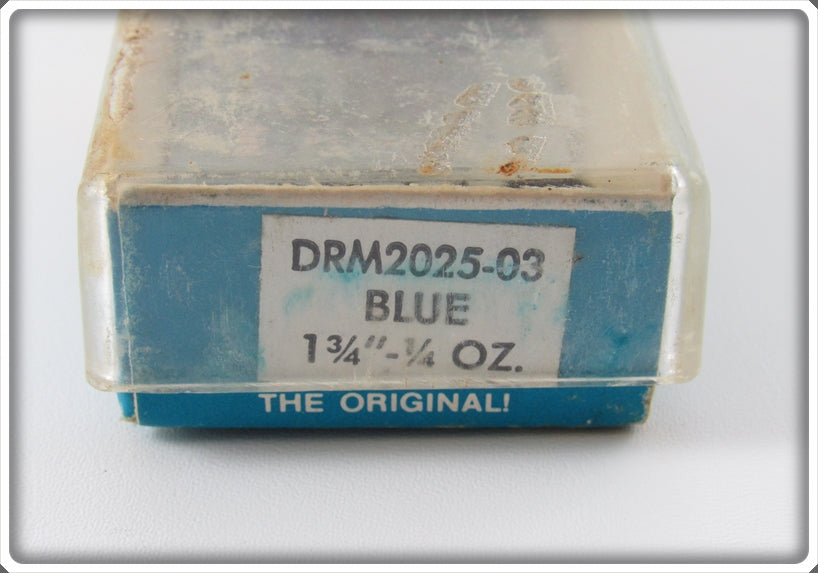 DRM2025-03
BLUE
1¾"-¼ OZ.
THE ORIGINAL!